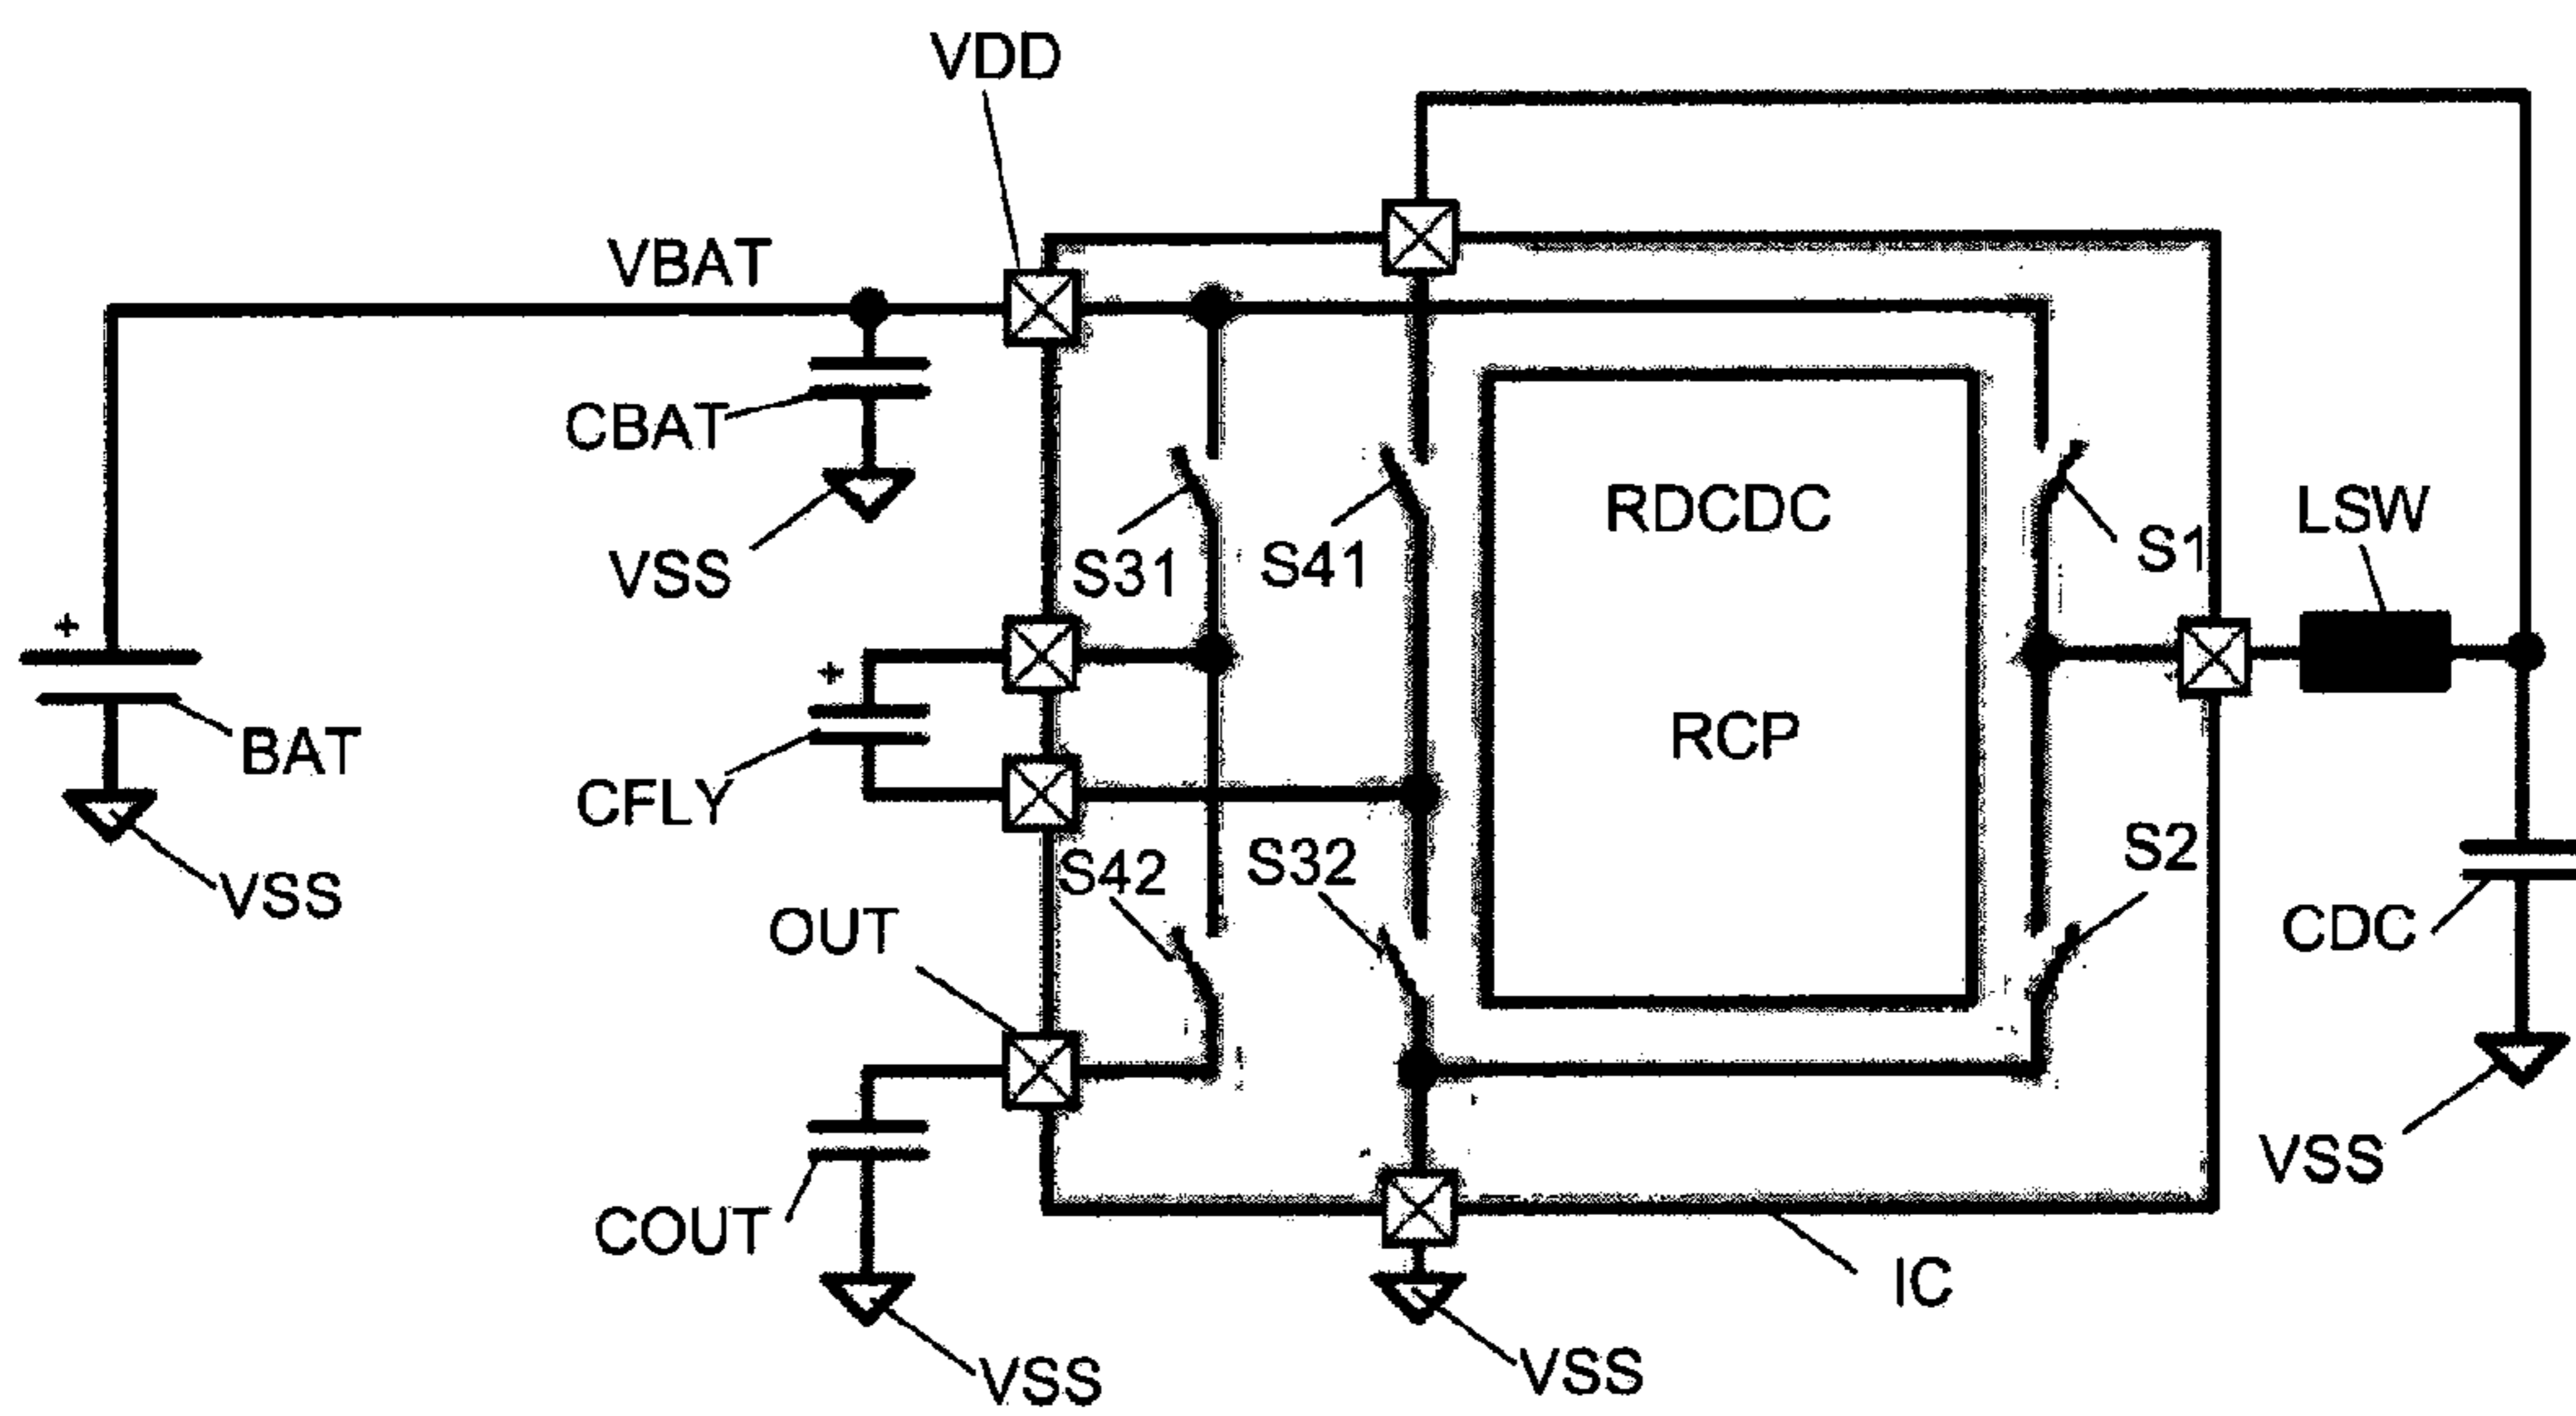 VDD
VBAT
CBAT
VSS
S31
S41
RDCDC
S1
LSW
+
+
BAT
CFLY
RCP
VSS
OUT
S42
S32
S2
CDC
VSS
COUT
IC
VSS
VSS